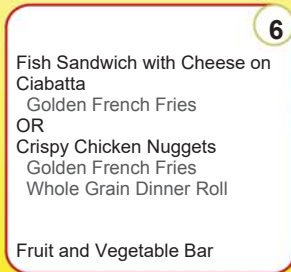 6
Fish Sandwich with Cheese on
Ciabatta
Golden French Fries
OR
Crispy Chicken Nuggets
Golden French Fries
Whole Grain Dinner Roll
Fruit and Vegetable Bar